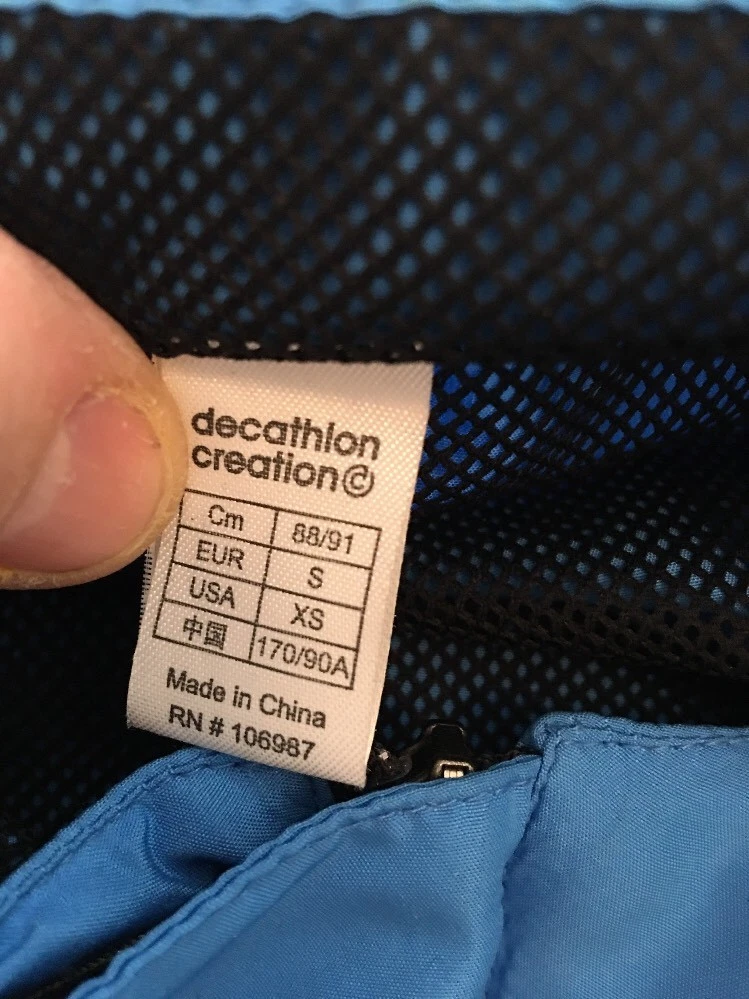 decathlon
creation©
Cm 88/91
EUR S
USA XS
中国 170/90A
Made in China
RN # 106987